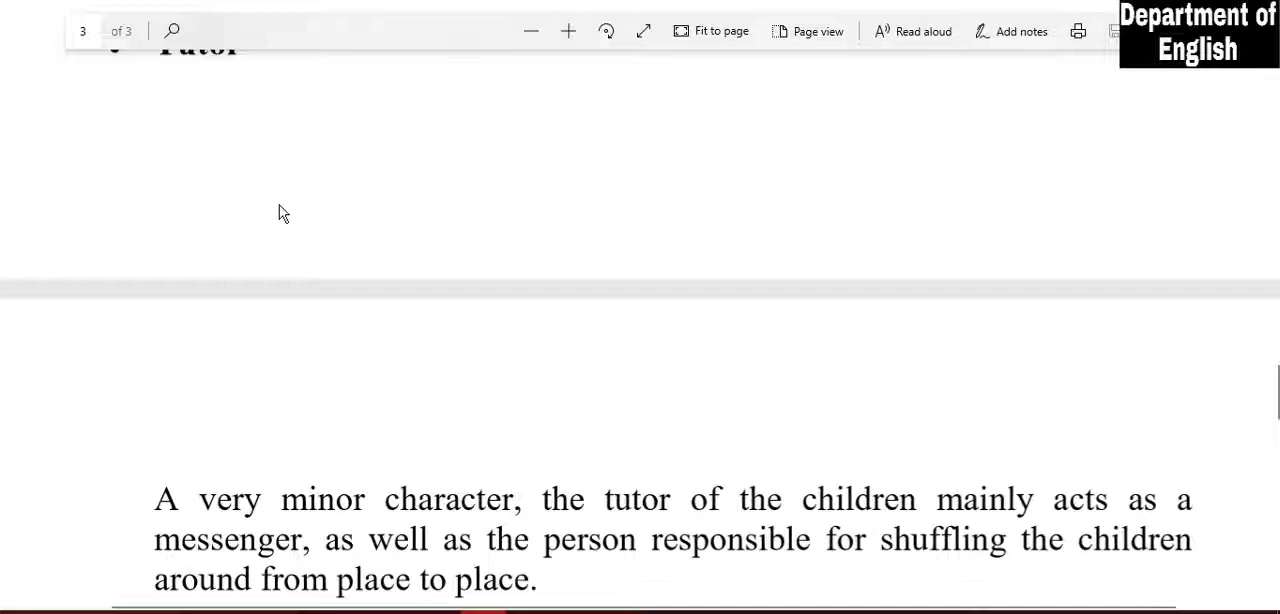 Department of
English
3 of 3 Fit to page Page view Read aloud Add notes
Tutor
A very minor character, the tutor of the children mainly acts as a
messenger, as well as the person responsible for shuffling the children
around from place to place.